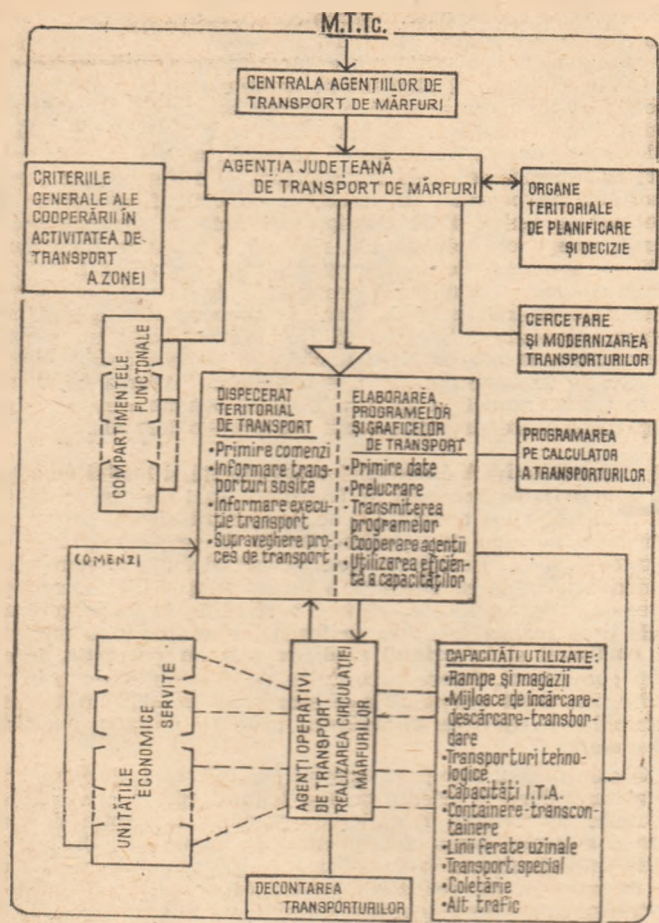 M.T.Tc.
CENTRALA AGENȚIILOR DE
TRANSPORT DE MĂRFURI
AGENȚIA JUDEȚEANĂ
DE TRANSPORT DE MĂRFURI
CRITERIILE
GENERALE ALE
COOPERĂRII ÎN
ACTIVITATEA DE
TRANSPORT
A ZONEI
ORGANE
TERITORIALE
DE PLANIFICARE
ȘI DECIZIE
CERCETARE
ȘI MODERNIZAREA
TRANSPORTURILOR
COMPARTIMENTELE
FUNCȚONALE
DISPECERAT
TERITORIAL
DE TRANSPORT
•Primire comenzi
•Informare trans-
porturi sosite
•Informare execu-
ție transport
•Supraveghere pro-
ces de transport
ELABORAREA
PROGRAMELOR
ȘI GRAFICELOR
DE TRANSPORT
•Primire date
•Prelucrare
-Transmiterea
programelor
•Cooperare agenții
•Utilizarea eficien-
tă a capacităților
PROGRAMAREA
PE CALCULATOR
A TRANSPORTURILOR
COMENZI
UNITĂȚILE
ECONOMICE
SERVITE
AGENȚI OPERATIVI
DE TRANSPORT
REALIZAREA CIRCULAȚIEI
MĂRFURILOR
CAPACITĂȚI UTILIZATE:
•Rampe și magazii
•Mijloace de încărcare-
descărcare-transbor-
dare
•Transporturi tehno-
logice
•Capacități I.T.A.
•Containere-transcon-
tainere
•Linii ferate uzinale
•Transport special
•Coletărie
•Alt trafic
DECONTAREA
TRANSPORTURILOR